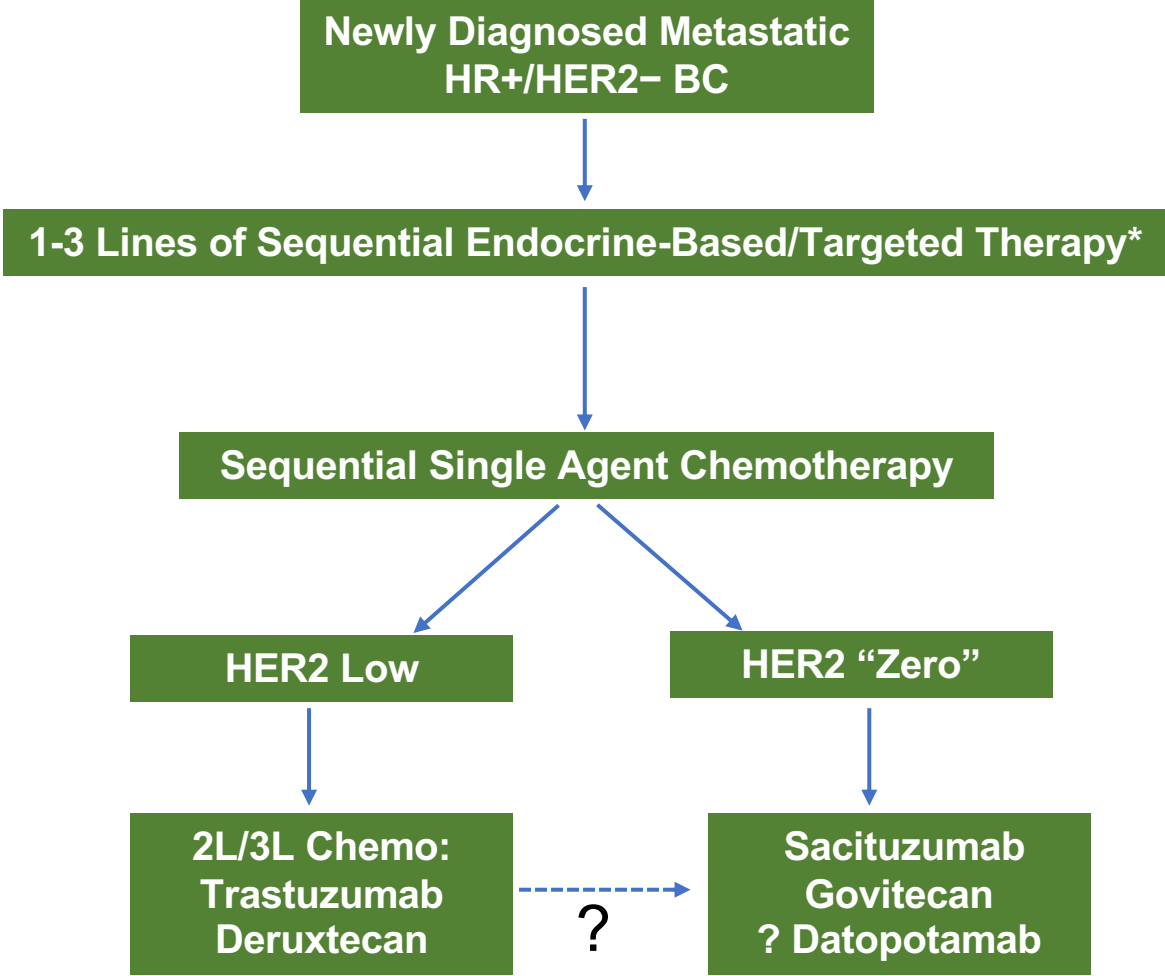 Newly Diagnosed Metastatic
HR+/HER2− BC
1-3 Lines of Sequential Endocrine-Based/Targeted Therapy*
Sequential Single Agent Chemotherapy
HER2 Low
HER2 “Zero”
2L/3L Chemo:
Trastuzumab
Deruxtecan
?
Sacituzumab
Govitecan
? Datopotamab